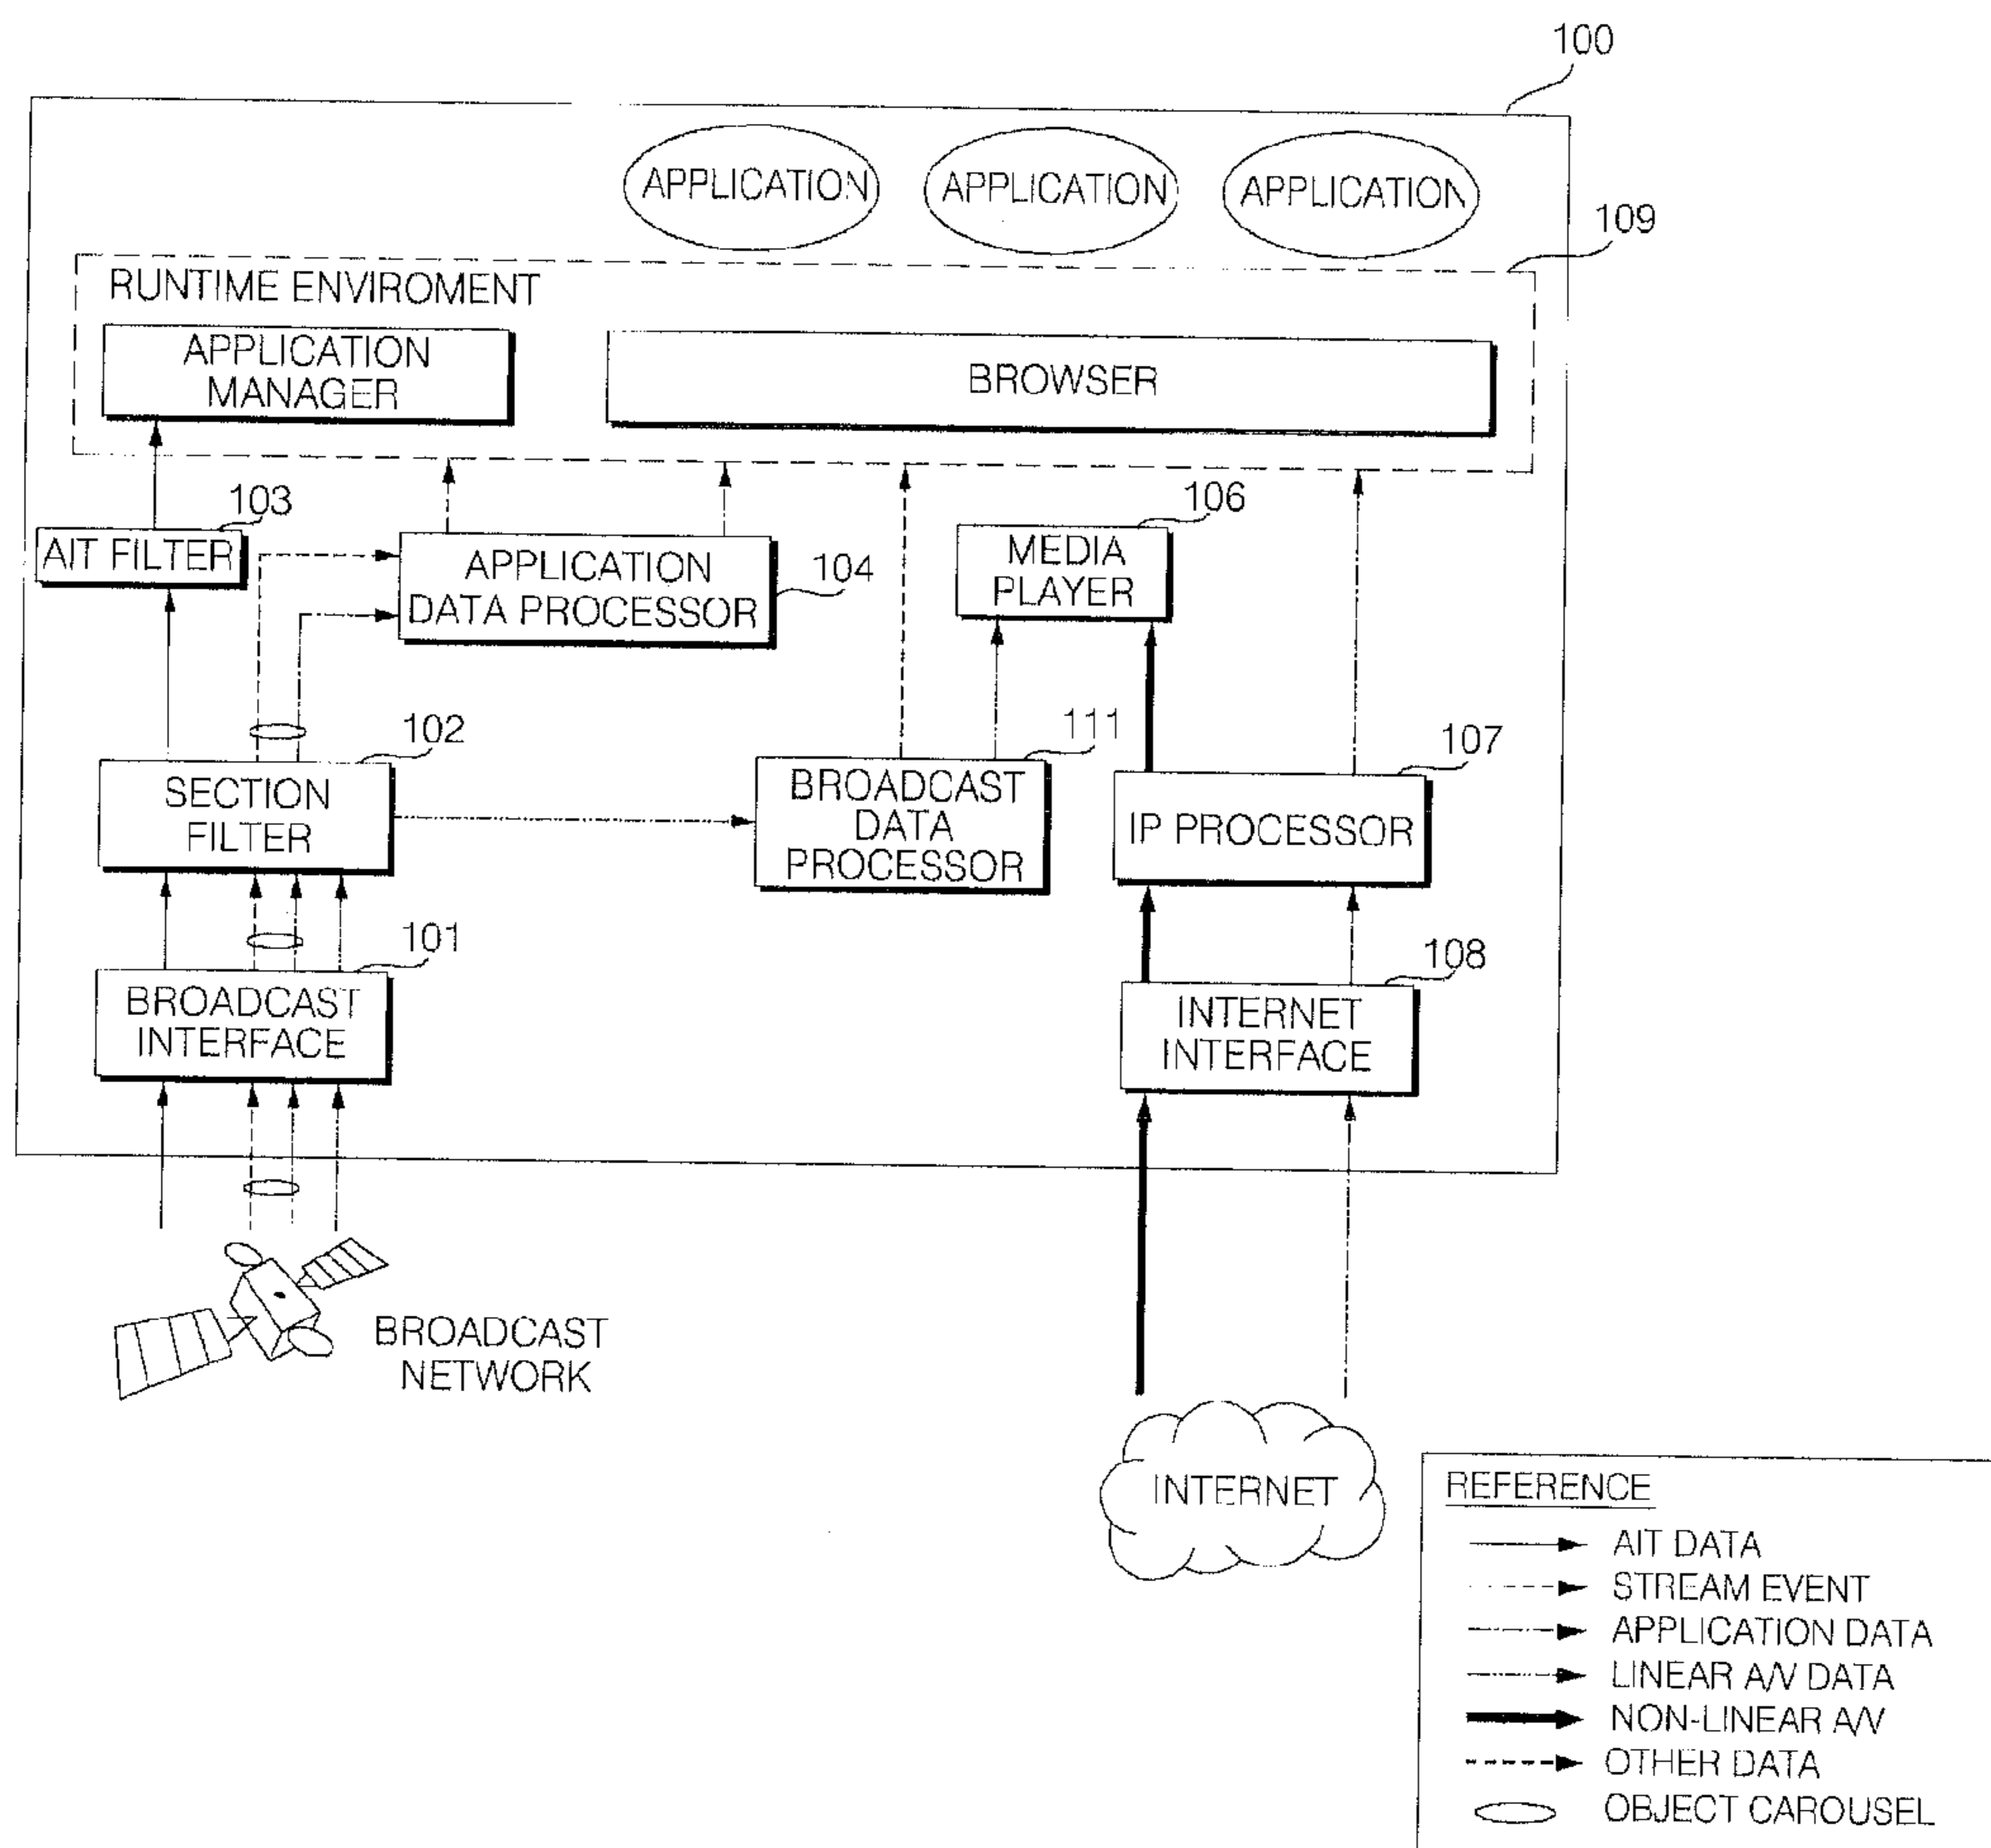 100
APPLICATION
APPLICATION
APPLICATION
109
RUNTIME ENVIROMENT
APPLICATION
MANAGER
BROWSER
103
106
AIT FILTER
APPLICATION
DATA PROCESSOR
104
MEDIA
PLAYER
102
111
107
SECTION
FILTER
BROADCAST
DATA
PROCESSOR
IP PROCESSOR
101
108
BROADCAST
INTERFACE
INTERNET
INTERFACE
BROADCAST
NETWORK
INTERNET
REFERENCE
AIT DATA
STREAM EVENT
APPLICATION DATA
LINEAR A/V DATA
NON-LINEAR A/V
OTHER DATA
OBJECT CAROUSEL